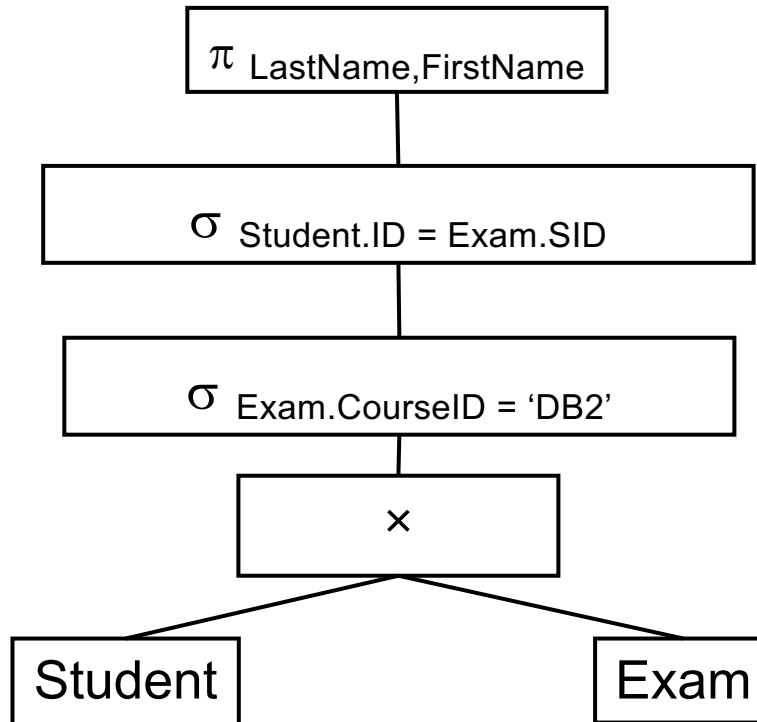 π LastName,FirstName
σ Student.ID = Exam.SID
σ Exam.CourseID = ‘DB2’
×
Student
Exam